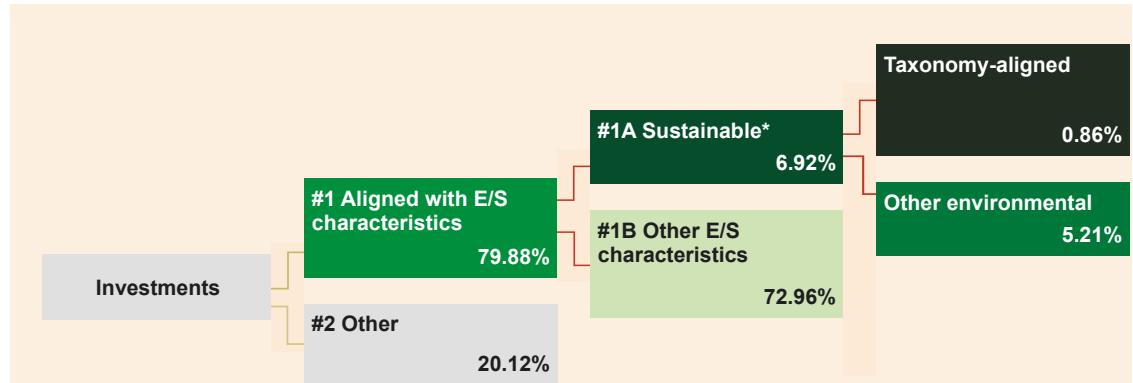 Investments
#1 Aligned with E/S
characteristics
79.88%
#2 Other
20.12%
#1A Sustainable*
6.92%
#1B Other E/S
characteristics
72.96%
Taxonomy-aligned
0.86%
Other environmental
5.21%